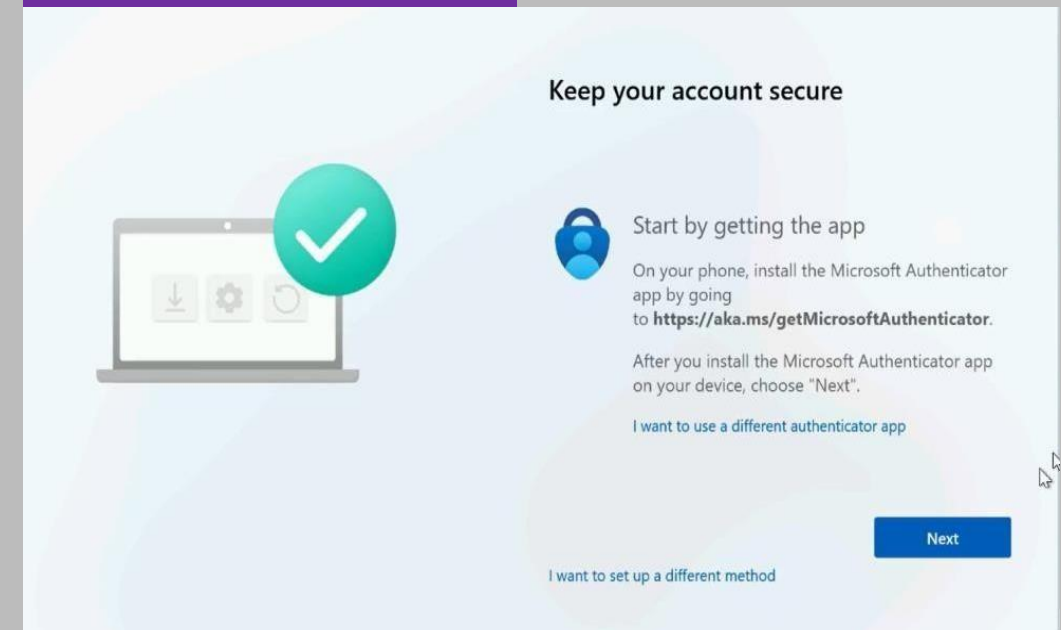 Keep your account secure
Start by getting the app
On your phone, install the Microsoft Authenticator
app by going
to https://aka.ms/getMicrosoftAuthenticator.
After you install the Microsoft Authenticator app
on your device, choose "Next".
I want to use a different authenticator app
Next
I want to set up a different method